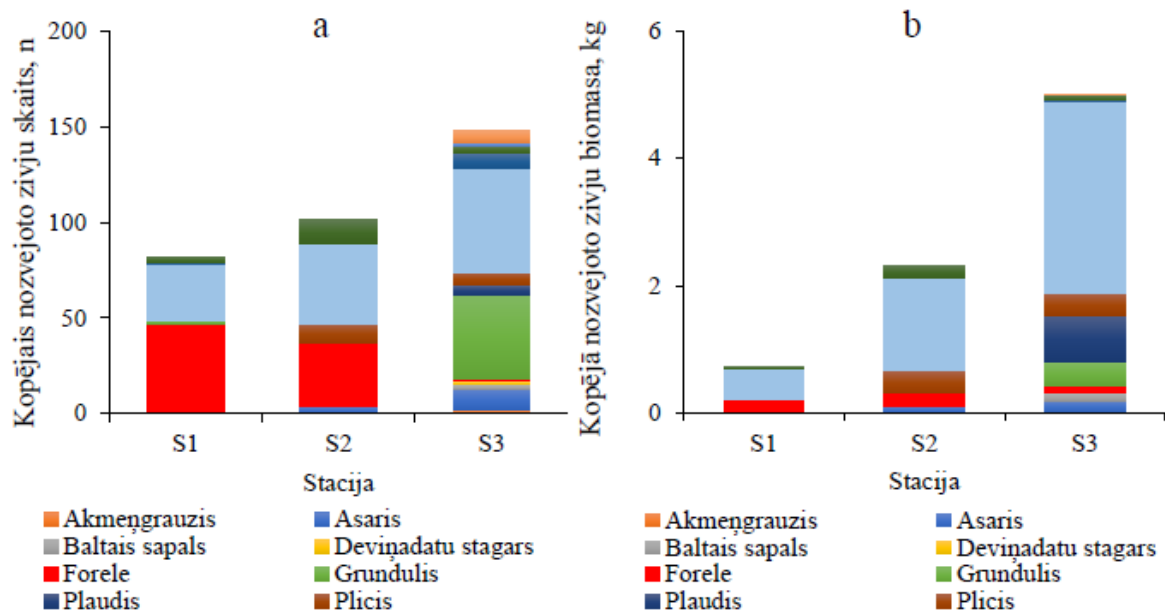 a
Kopējais nozvejoto zivju skaits, n
200
150
100
50
0
S1 S2 S3
Stacija
Akmeņgrauzis Asaris
Baltais sapals Deviņadatu stagars
Forele Grundulis
Plaudis Plicis
b
Kopējā nozvejoto zivju biomasa, kg
6
4
2
0
S1 S2 S3
Stacija
Akmeņgrauzis Asaris
Baltais sapals Deviņadatu stagars
Forele Grundulis
Plaudis Plicis